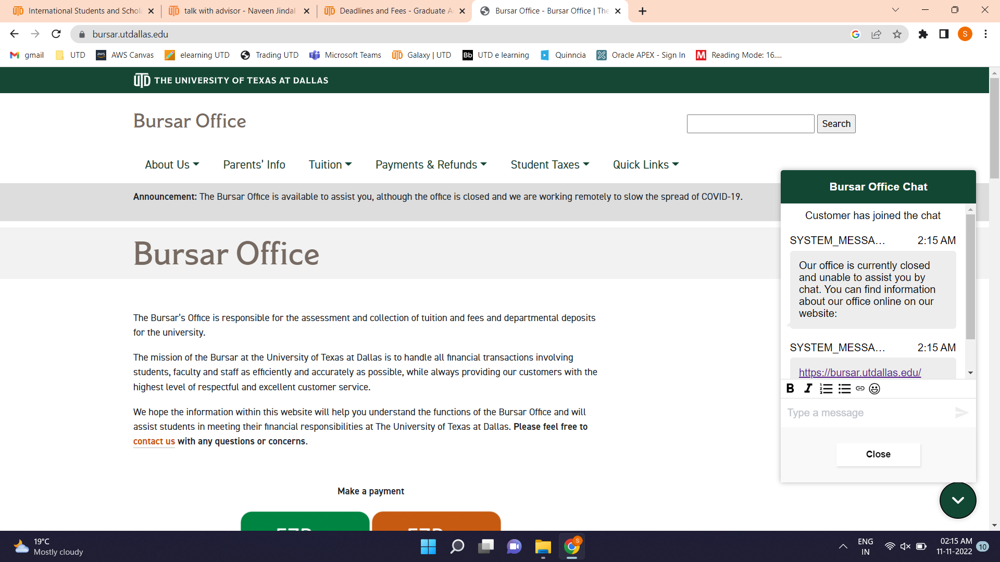 International Students and Schola
talk with advisor - Naveen Jindal
Deadlines and Fees - Graduate A
Bursar Office - Bursar Office | The
bursar.utdallas.edu
S
gmail
UTD
aws
AWS Canvas
elearning UTD
Trading UTD
Microsoft Teams
Galaxy | UTD
Bb
UTD e learning
Quinncia
Oracle APEX - Sign In
M
Reading Mode: 16....
UTD THE UNIVERSITY OF TEXAS AT DALLAS
Bursar Office
Search
About Us
Parents' Info
Tuition
Payments & Refunds
Student Taxes
Quick Links
Announcement: The Bursar Office is available to assist you, although the office is closed and we are working remotely to slow the spread of COVID-19.
Bursar Office
The Bursar's Office is responsible for the assessment and collection of tuition and fees and departmental deposits
for the university.
The mission of the Bursar at the University of Texas at Dallas is to handle all financial transactions involving
students, faculty and staff as efficiently and accurately as possible, while always providing our customers with the
highest level of respectful and excellent customer service.
We hope the information within this website will help you understand the functions of the Bursar Office and will
assist students in meeting their financial responsibilities at The University of Texas at Dallas. Please feel free to
contact us with any questions or concerns.
Make a payment
Bursar Office Chat
Customer has joined the chat
SYSTEM_MESSA... 2:15 AM
Our office is currently closed
and unable to assist you by
chat. You can find information
about our office online on our
website:
SYSTEM_MESSA... 2:15 AM
https://bursar.utdallas.edu/
B I
Type a message
Close
19°C
Mostly cloudy
S
ENG
IN
02:15 AM
11-11-2022
10